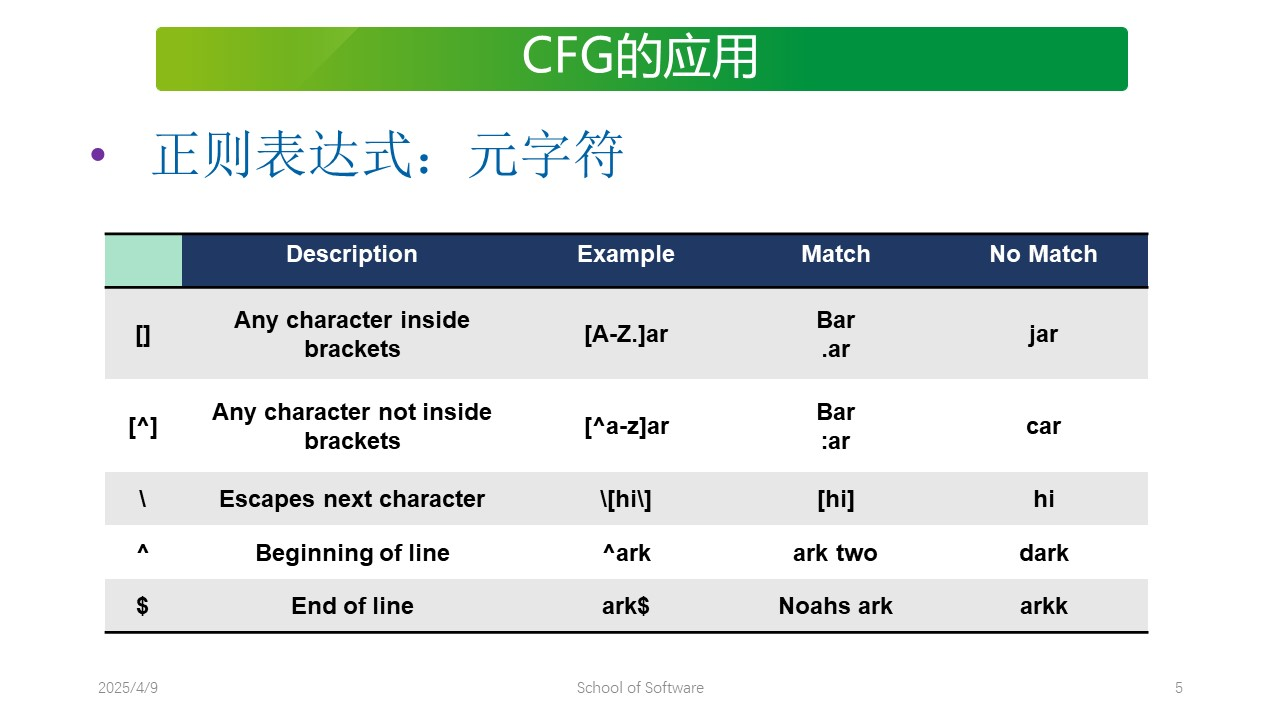 CFG的应用
• 正则表达式：元字符
Description Example Match No Match
[] Any character inside brackets [A-Z.]ar Bar .ar jar
[^] Any character not inside brackets [^a-z]ar Bar :ar car
\ Escapes next character \[hi\] [hi] hi
^ Beginning of line ^ark ark two dark
$ End of line ark$ Noahs ark arkk
2025/4/9 School of Software 5